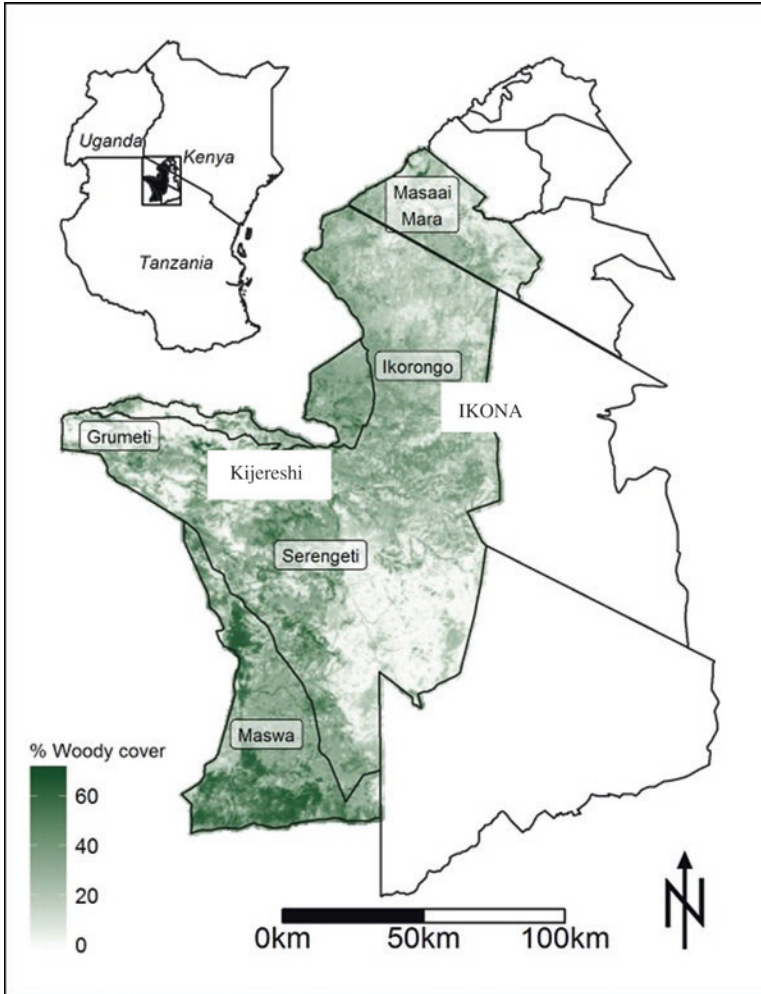 Uganda
Kenya
Tanzania
Masaai
Mara
Ikorongo
IKONA
Grumeti
Kijereshi
Serengeti
Maswa
% Woody cover
60
40
20
0
0km 50km 100km
N